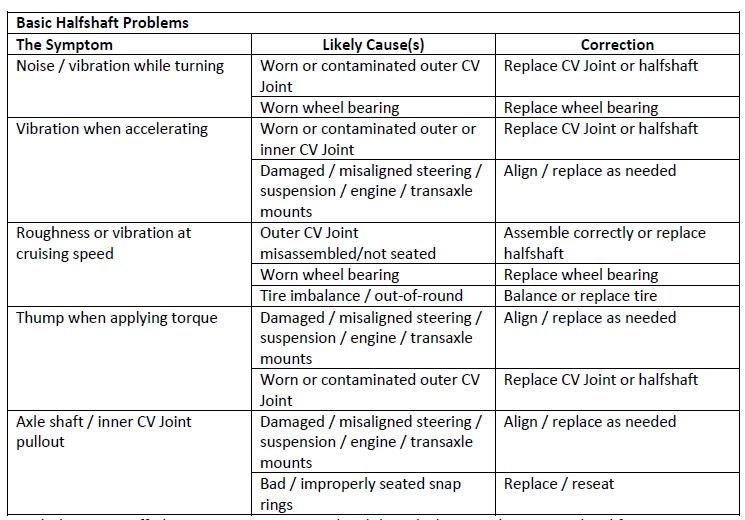 Basic Halfshaft Problems
The Symptom Likely Cause(s) Correction
Noise / vibration while turning Worn or contaminated outer CV Replace CV Joint or halfshaft
Joint
Worn wheel bearing Replace wheel bearing
Vibration when accelerating Worn or contaminated outer or Replace CV Joint or halfshaft
inner CV Joint
Damaged / misaligned steering / Align / replace as needed
suspension / engine / transaxle
mounts
Roughness or vibration at Outer CV Joint Assemble correctly or replace
cruising speed misassembled/not seated halfshaft
Worn wheel bearing Replace wheel bearing
Tire imbalance / out-of-round Balance or replace tire
Thump when applying torque Damaged / misaligned steering / Align / replace as needed
suspension / engine / transaxle
mounts
Worn or contaminated outer CV Replace CV Joint or halfshaft
Joint
Axle shaft / inner CV Joint Damaged / misaligned steering / Align / replace as needed
pullout suspension / engine / transaxle
mounts
Bad / improperly seated snap Replace / reseat
rings